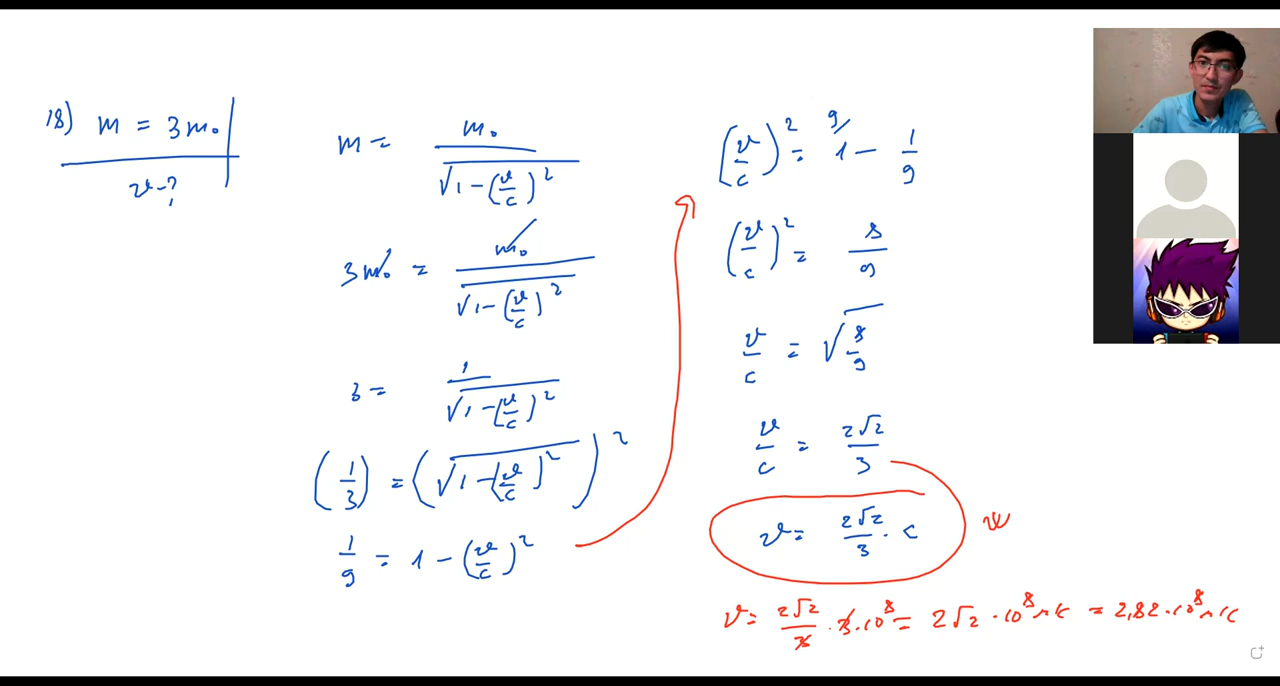 18) m = 3m₀
v-?
m = m₀ / √1-(v/c)²
3m₀ = m₀ / √1-(v/c)²
3 = 1 / √1-(v/c)²
(1/3) = (√1-(v/c)²)²
1/9 = 1-(v/c)²
(v/c)² = 9/ 1 - 1/9
(v/c)² = 8/9
v/c = √8/9
v/c = 2√2/3
v = 2√2/3 · c
v = 2√2/3 · 3·10⁸ = 2√2·10⁸ м/с = 2,82·10⁸ м/с